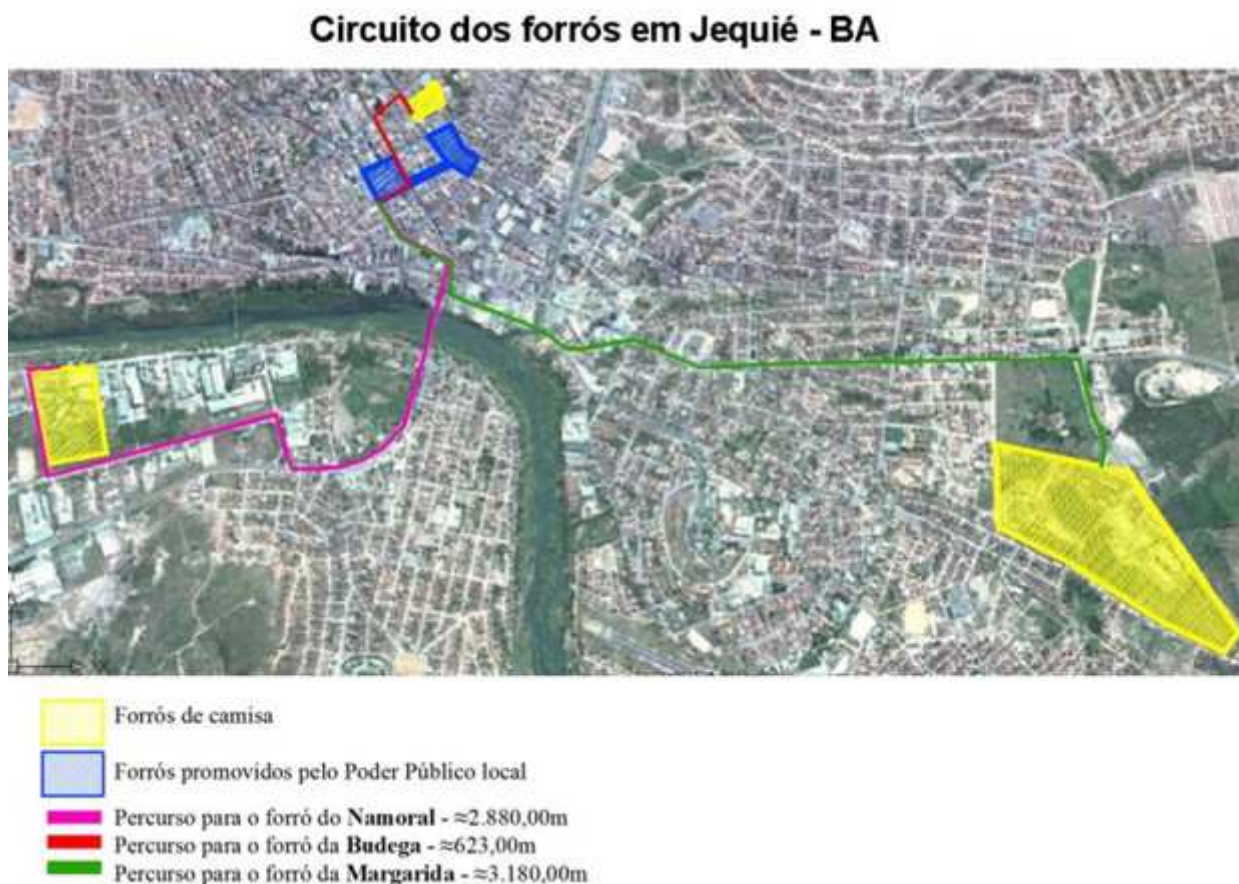 Circuito dos forrós em Jequié - BA
Forrós de camisa
Forrós promovidos pelo Poder Público local
Percurso para o forró do Namoral - ≈2.880,00m
Percurso para o forró da Budega - ≈623,00m
Percurso para o forró da Margarida - ≈3.180,00m